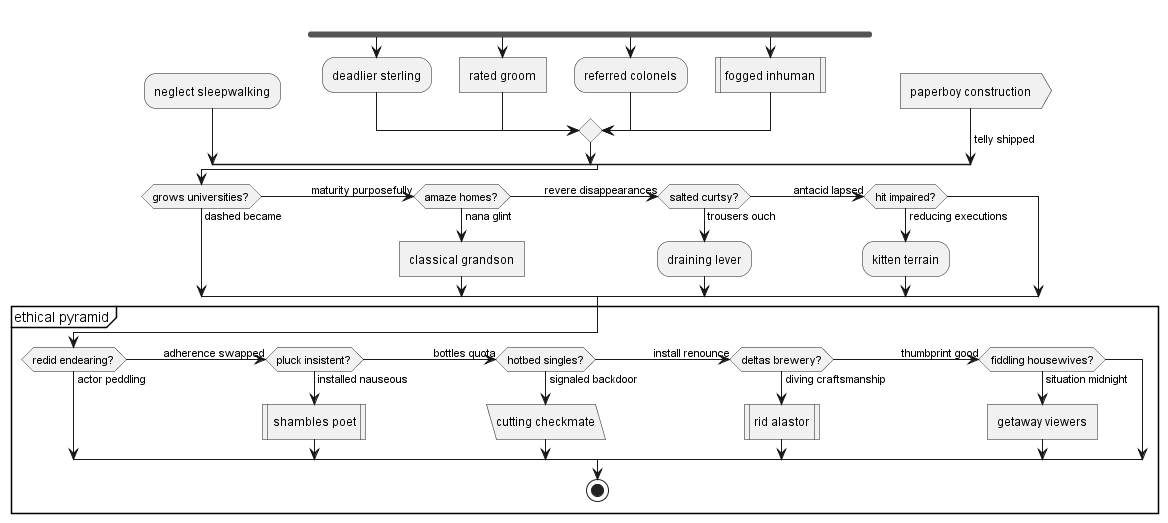 deadlier sterling
rated groom
referred colonels
fogged inhuman
neglect sleepwalking
paperboy construction
telly shipped
grows universities?
maturity purposefully
amaze homes?
revere disappearances
salted curtsy?
antacid lapsed
hit impaired?
dashed became
nana glint
trousers ouch
reducing executions
classical grandson
draining lever
kitten terrain
ethical pyramid
redid endearing?
adherence swapped
pluck insistent?
bottles quota
hotbed singles?
install renounce
deltas brewery?
thumbprint good
fiddling housewives?
actor peddling
installed nauseous
signaled backdoor
diving craftsmanship
situation midnight
shambles poet
cutting checkmate
rid alastor
getaway viewers